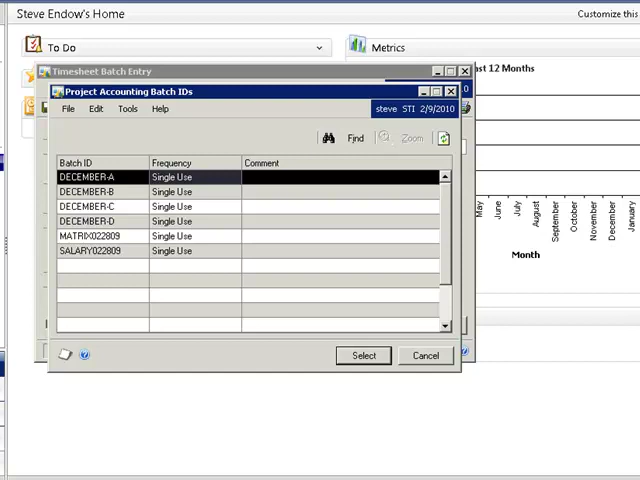 Steve Endow's Home
Customize this
To Do
Metrics
Timesheet Batch Entry
ast 12 Months
Project Accounting Batch IDs
File Edit Tools Help
steve STI 2/9/2010
Find Zoom
Batch ID Frequency Comment
DECEMBER-A Single Use
DECEMBER-B Single Use
DECEMBER-C Single Use
DECEMBER-D Single Use
MATRIX022809 Single Use
SALARY022809 Single Use
May June July August September October November December January
Month
Select Cancel